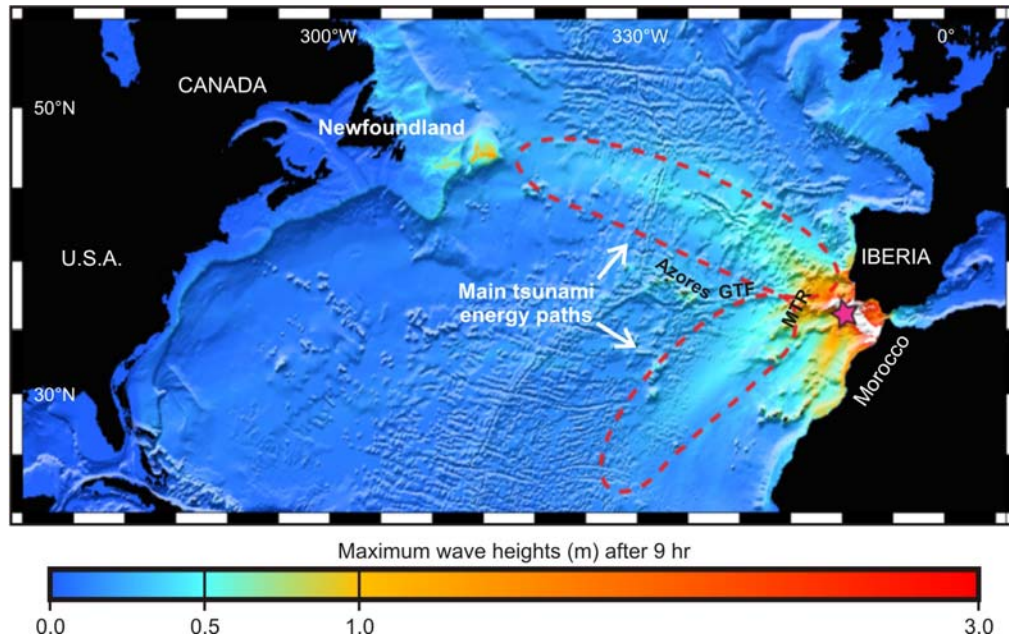 300°W
330°W
0°
CANADA
50°N
Newfoundland
U.S.A.
IBERIA
Azores GTF
Main tsunami
energy paths
MTR
Morocco
30°N
Maximum wave heights (m) after 9 hr
0.0
0.5
1.0
3.0